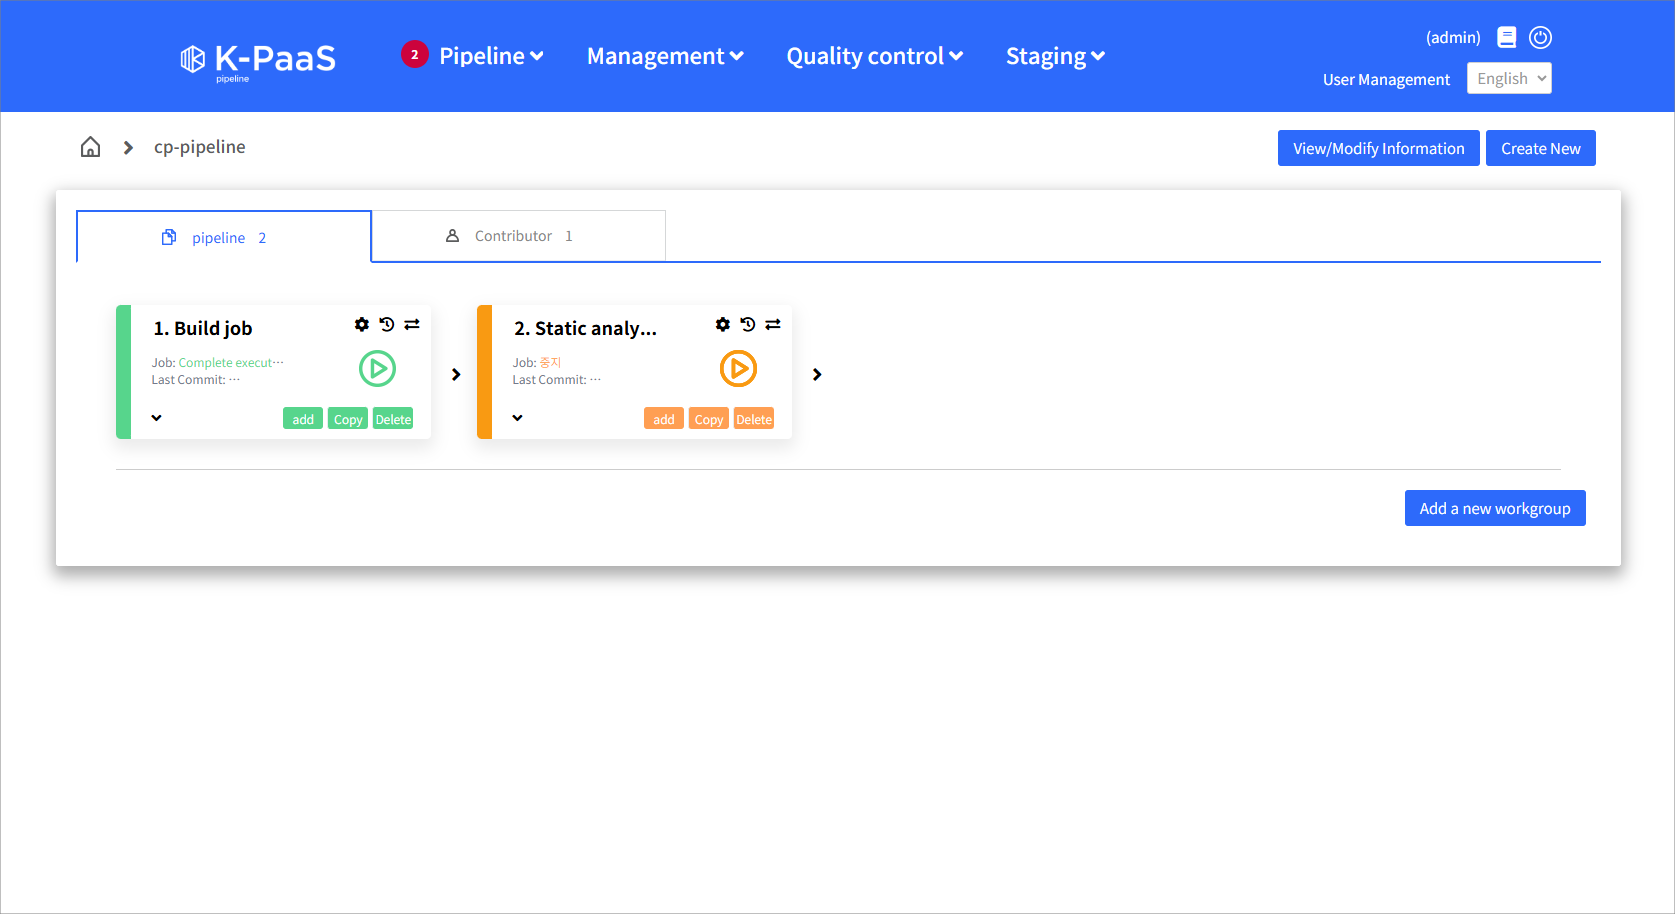 K-PaaS
pipeline
2 Pipeline
Management
Quality control
Staging
(admin)
User Management
English
cp-pipeline
View/Modify Information
Create New
pipeline 2
Contributor 1
1. Build job
Job: Complete execut···
Last Commit: ···
add Copy Delete
2. Static analy...
Job: 중지
Last Commit: ···
add Copy Delete
Add a new workgroup